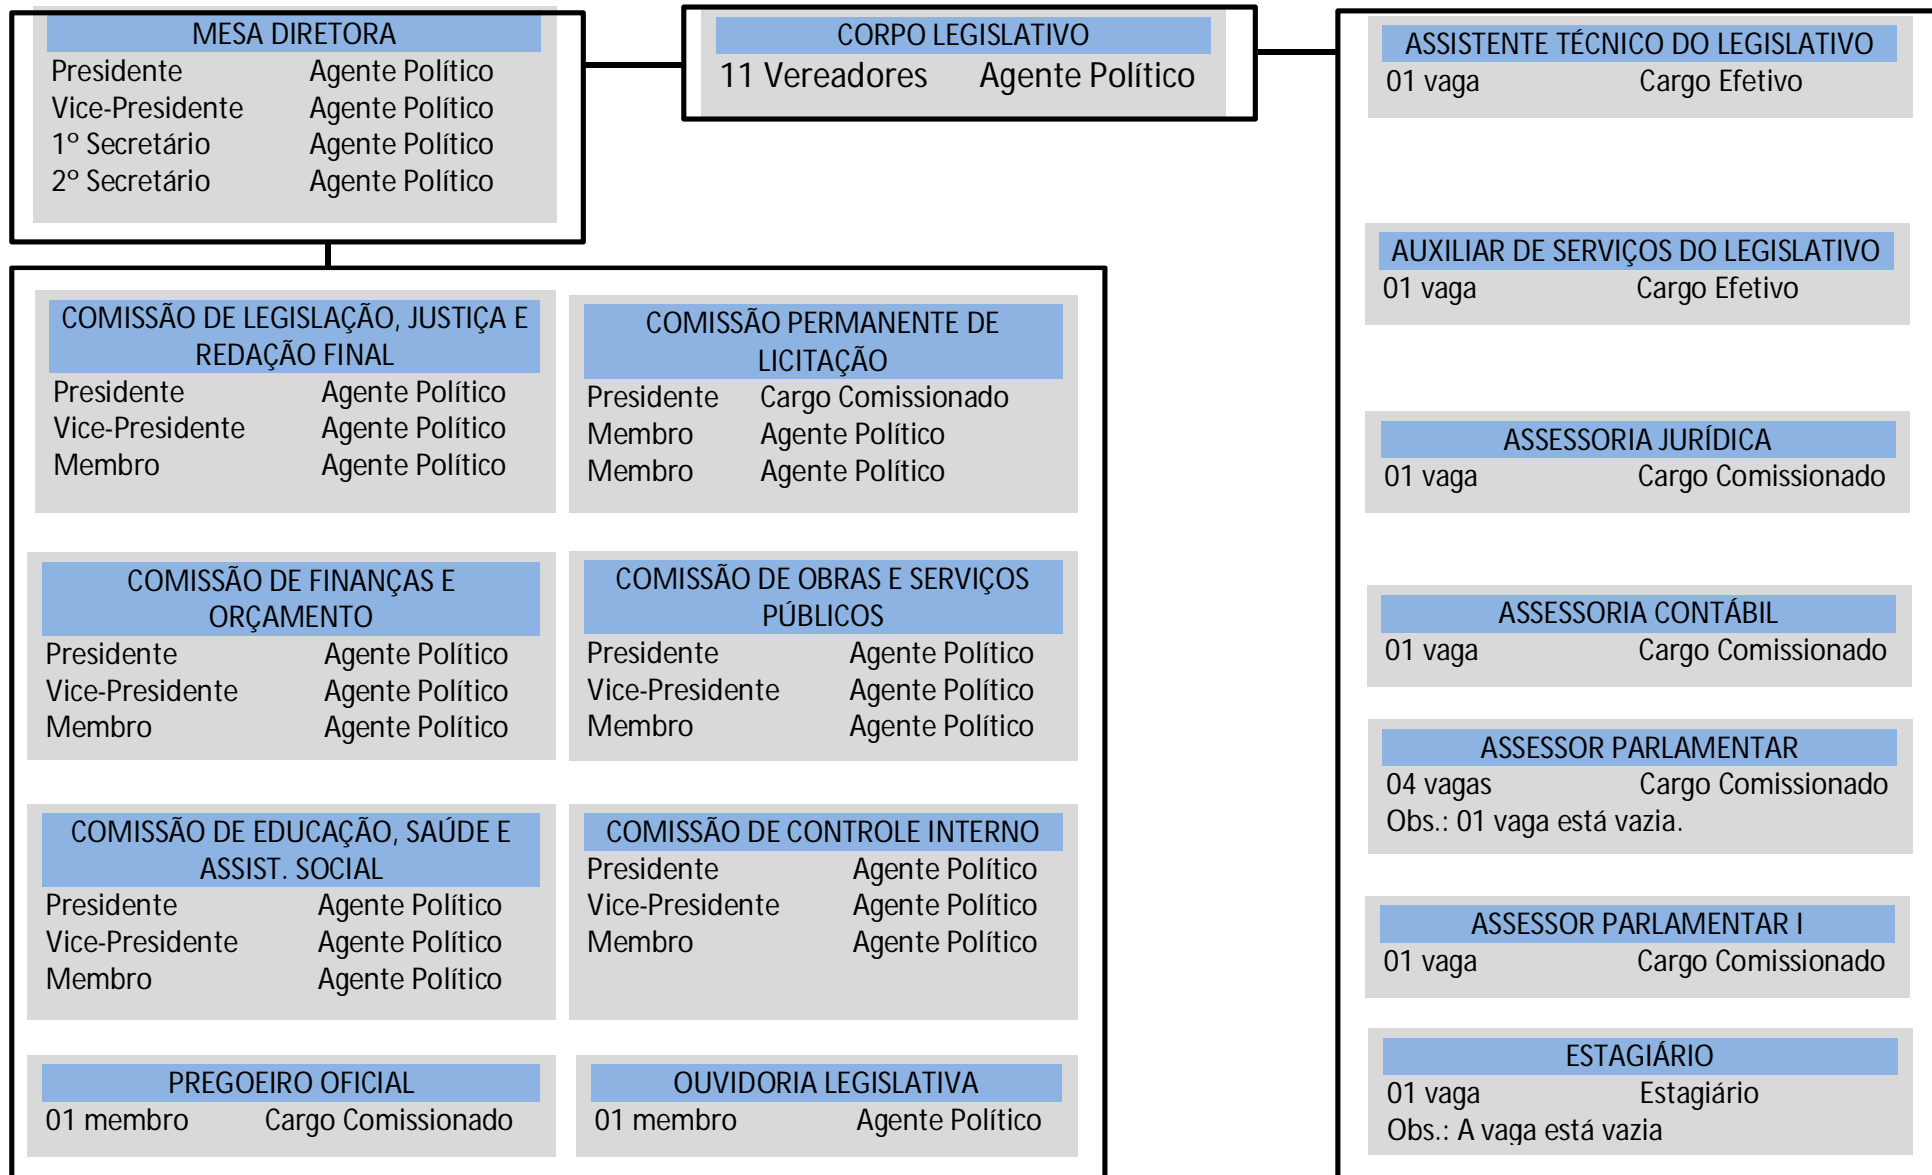 MESA DIRETORA
Presidente Agente Político
Vice-Presidente Agente Político
1º Secretário Agente Político
2º Secretário Agente Político
CORPO LEGISLATIVO
11 Vereadores Agente Político
COMISSÃO DE LEGISLAÇÃO, JUSTIÇA E
REDAÇÃO FINAL
Presidente Agente Político
Vice-Presidente Agente Político
Membro Agente Político
COMISSÃO PERMANENTE DE
LICITAÇÃO
Presidente Cargo Comissionado
Membro Agente Político
Membro Agente Político
COMISSÃO DE FINANÇAS E
ORÇAMENTO
Presidente Agente Político
Vice-Presidente Agente Político
Membro Agente Político
COMISSÃO DE OBRAS E SERVIÇOS
PÚBLICOS
Presidente Agente Político
Vice-Presidente Agente Político
Membro Agente Político
COMISSÃO DE EDUCAÇÃO, SAÚDE E
ASSIST. SOCIAL
Presidente Agente Político
Vice-Presidente Agente Político
Membro Agente Político
COMISSÃO DE CONTROLE INTERNO
Presidente Agente Político
Vice-Presidente Agente Político
Membro Agente Político
PREGOEIRO OFICIAL
01 membro Cargo Comissionado
OUVIDORIA LEGISLATIVA
01 membro Agente Político
ASSISTENTE TÉCNICO DO LEGISLATIVO
01 vaga Cargo Efetivo
AUXILIAR DE SERVIÇOS DO LEGISLATIVO
01 vaga Cargo Efetivo
ASSESSORIA JURÍDICA
01 vaga Cargo Comissionado
ASSESSORIA CONTÁBIL
01 vaga Cargo Comissionado
ASSESSOR PARLAMENTAR
04 vagas Cargo Comissionado
Obs.: 01 vaga está vazia.
ASSESSOR PARLAMENTAR I
01 vaga Cargo Comissionado
ESTAGIÁRIO
01 vaga Estagiário
Obs.: A vaga está vazia